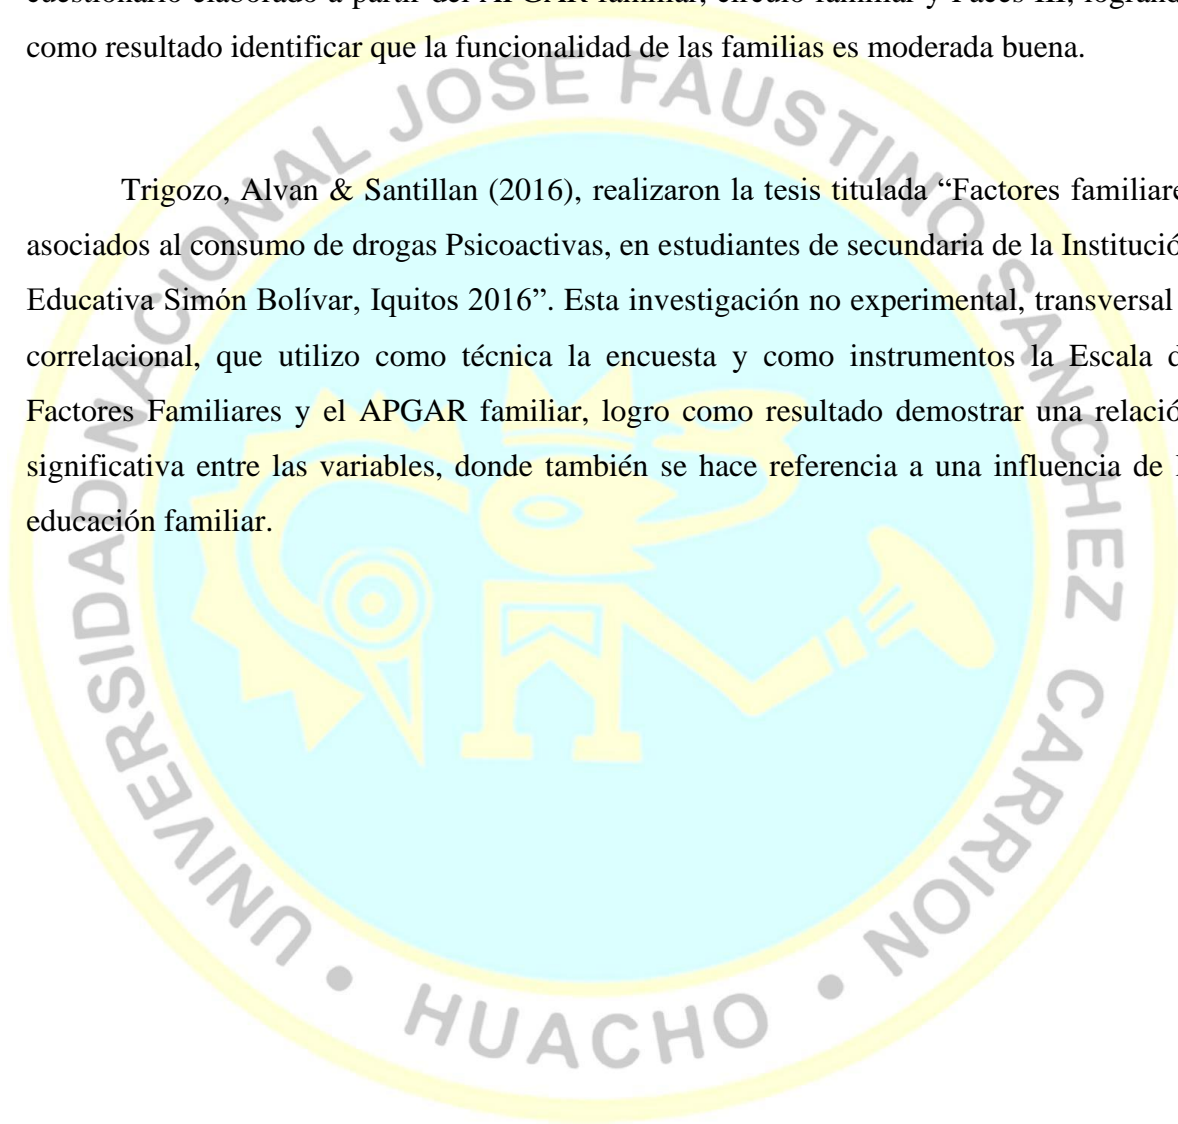 cuestionario elaborado a partir del APGAR familiar, círculo familiar y Faces III, logrand
como resultado identificar que la funcionalidad de las familias es moderada buena.
Trigozo, Alvan & Santillan (2016), realizaron la tesis titulada “Factores familiare
asociados al consumo de drogas Psicoactivas, en estudiantes de secundaria de la Institució
Educativa Simón Bolívar, Iquitos 2016”. Esta investigación no experimental, transversal
correlacional, que utilizo como técnica la encuesta y como instrumentos la Escala d
Factores Familiares y el APGAR familiar, logro como resultado demostrar una relació
significativa entre las variables, donde también se hace referencia a una influencia de l
educación familiar.
UNIVERSIDAD NACIONAL JOSE FAUSTINO SANCHEZ CARRION
• HUACHO •